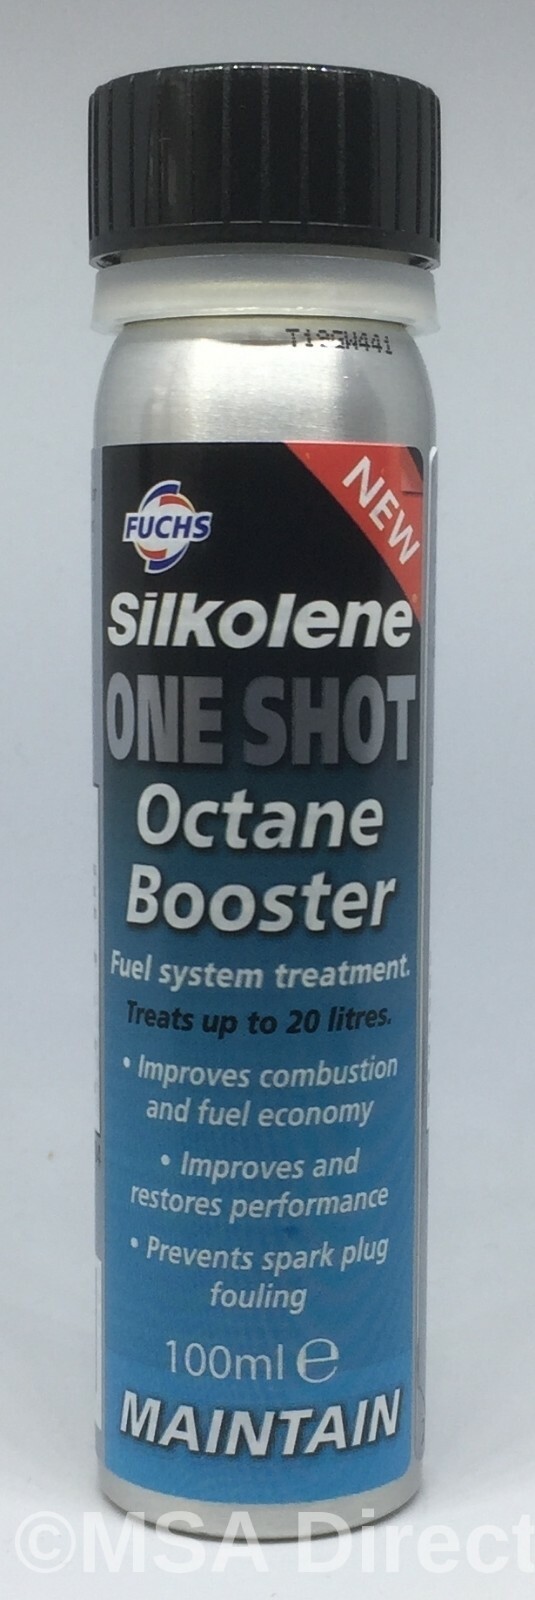 T19GW441
NEW
FUCHS
Silkolene
ONE SHOT
Octane
Booster
Fuel system treatment.
Treats up to 20 litres.
• Improves combustion
and fuel economy
• Improves and
restores performance
• Prevents spark plug
fouling
100ml ℮
MAINTAIN
©MSA Direct